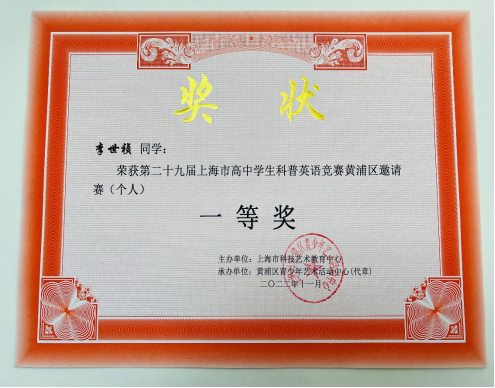 奖 状
李世祯 同学：
荣获第二十九届上海市高中学生科普英语竞赛黄浦区邀请
赛（个人）
一等奖
主办单位：上海市科技艺术教育中心
承办单位：黄浦区青少年艺术活动中心(代章)
二〇二二年十一月